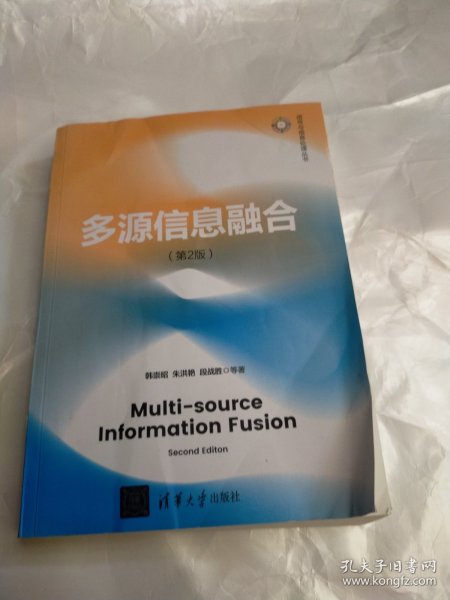 多源信息融合
（第2版）
韩崇昭 朱洪艳 段战胜◎等著
Multi-source
Information Fusion
Second Editon
清华大学出版社
孔夫子旧书网
www.kongfz.com